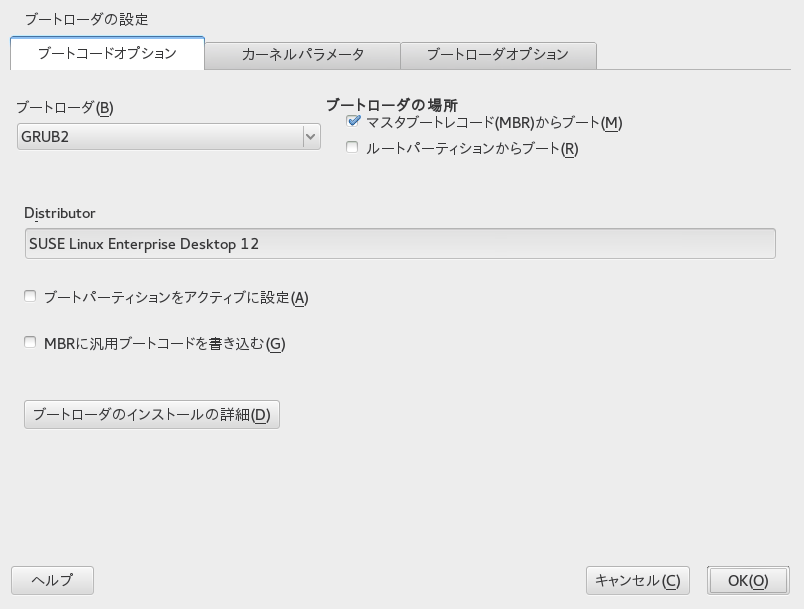 ブートローダの設定
ブートコードオプション
カーネルパラメータ
ブートローダオプション
ブートローダ(B)
GRUB2
ブートローダの場所
マスタブートレコード(MBR)からブート(M)
ルートパーティションからブート(R)
Distributor
SUSE Linux Enterprise Desktop 12
ブートパーティションをアクティブに設定(A)
MBRに汎用ブートコードを書き込む(G)
ブートローダのインストールの詳細(D)
ヘルプ
キャンセル(C)
OK(O)